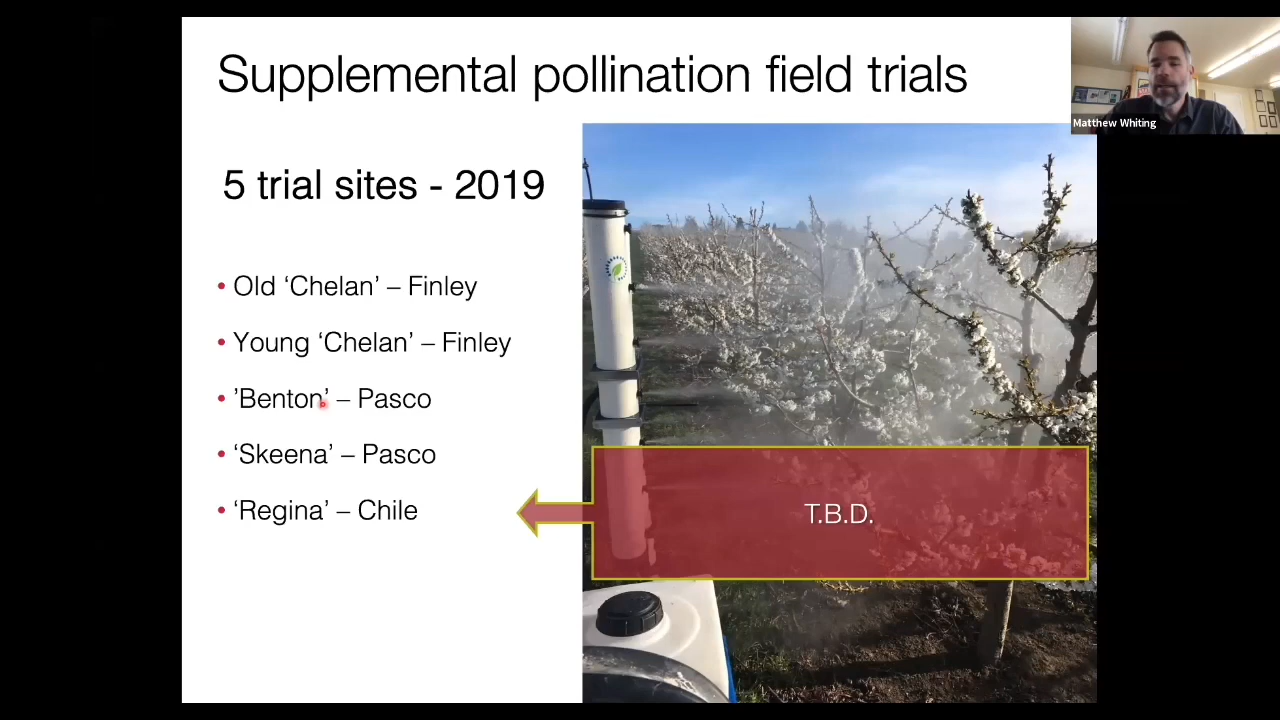 Supplemental pollination field trials
Matthew Whiting
5 trial sites - 2019
• Old ‘Chelan’ – Finley
• Young ‘Chelan’ – Finley
• ’Benton’ – Pasco
• ‘Skeena’ – Pasco
• ‘Regina’ – Chile
T.B.D.